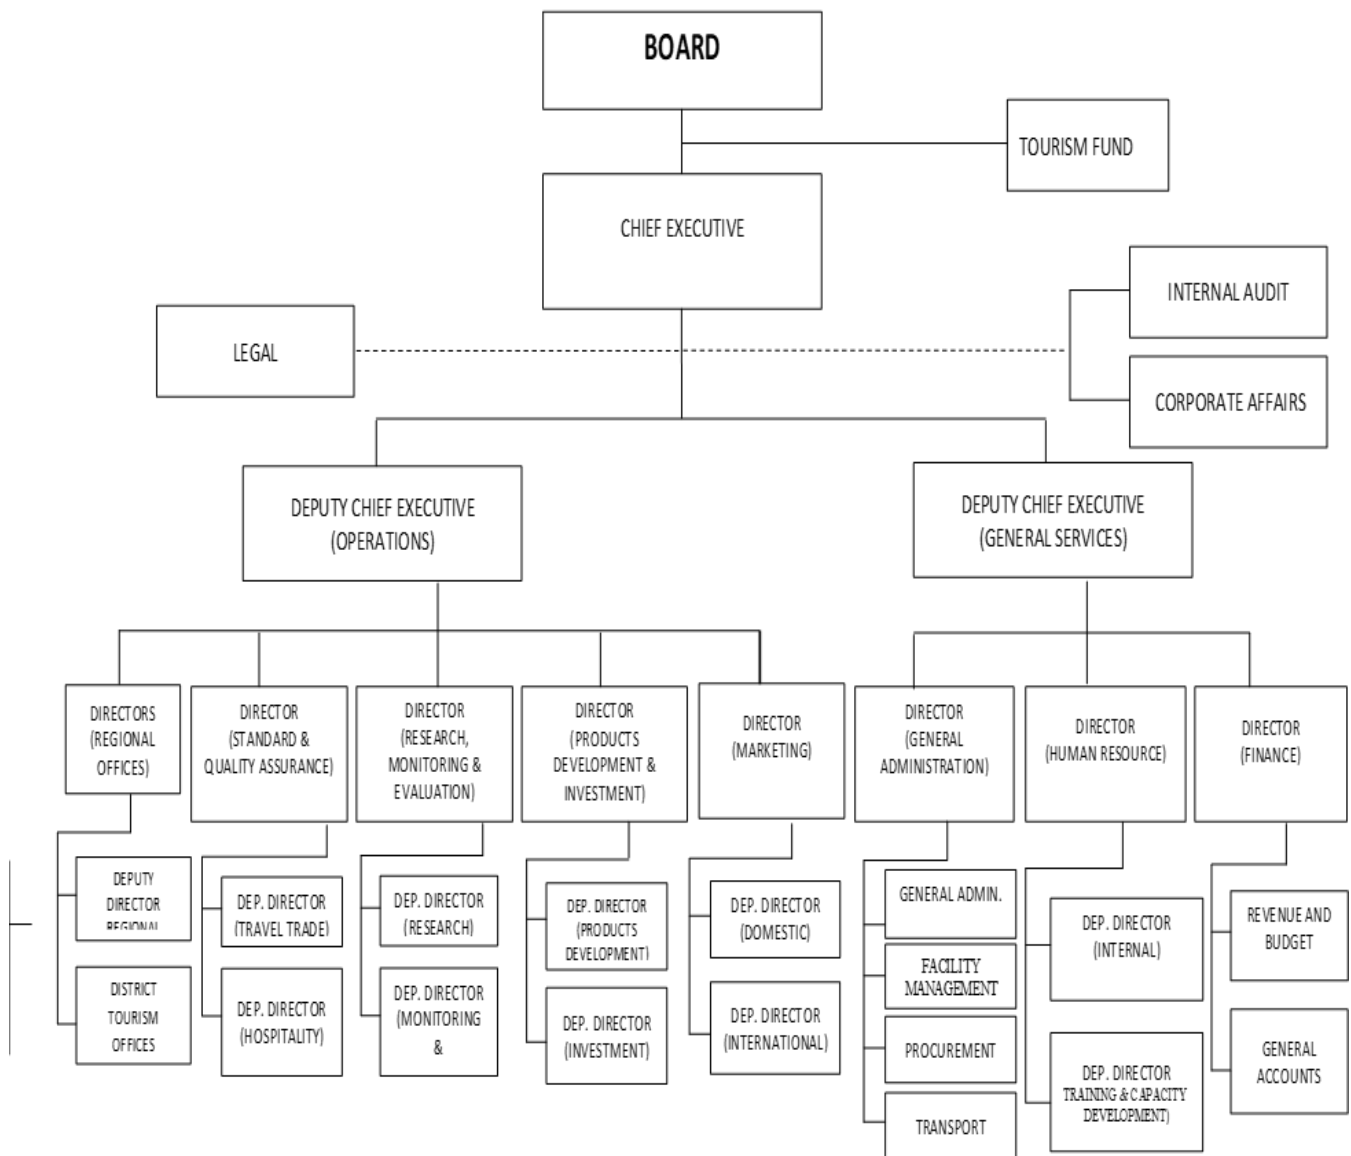 BOARD
TOURISM FUND
CHIEF EXECUTIVE
INTERNAL AUDIT
LEGAL
CORPORATE AFFAIRS
DEPUTY CHIEF EXECUTIVE
(OPERATIONS)
DEPUTY CHIEF EXECUTIVE
(GENERAL SERVICES)
DIRECTORS
(REGIONAL
OFFICES)
DIRECTOR
(STANDARD &
QUALITY ASSURANCE)
DIRECTOR
(RESEARCH,
MONITORING &
EVALUATION)
DIRECTOR
(PRODUCTS
DEVELOPMENT &
INVESTMENT)
DIRECTOR
(MARKETING)
DIRECTOR
(GENERAL
ADMINISTRATION)
DIRECTOR
(HUMAN RESOURCE)
DIRECTOR
(FINANCE)
DEPUTY
DIRECTOR
REGIONAL
DISTRICT
TOURISM
OFFICES
DEP. DIRECTOR
(TRAVEL TRADE)
DEP. DIRECTOR
(HOSPITALITY)
DEP. DIRECTOR
(RESEARCH)
DEP. DIRECTOR
(MONITORING
&
DEP. DIRECTOR
(PRODUCTS
DEVELOPMENT)
DEP. DIRECTOR
(INVESTMENT)
DEP. DIRECTOR
(DOMESTIC)
DEP. DIRECTOR
(INTERNATIONAL)
GENERAL ADMIN.
FACILITY
MANAGEMENT
PROCUREMENT
TRANSPORT
DEP. DIRECTOR
(INTERNAL)
DEP. DIRECTOR
TRAINING & CAPACITY
DEVELOPMENT)
REVENUE AND
BUDGET
GENERAL
ACCOUNTS